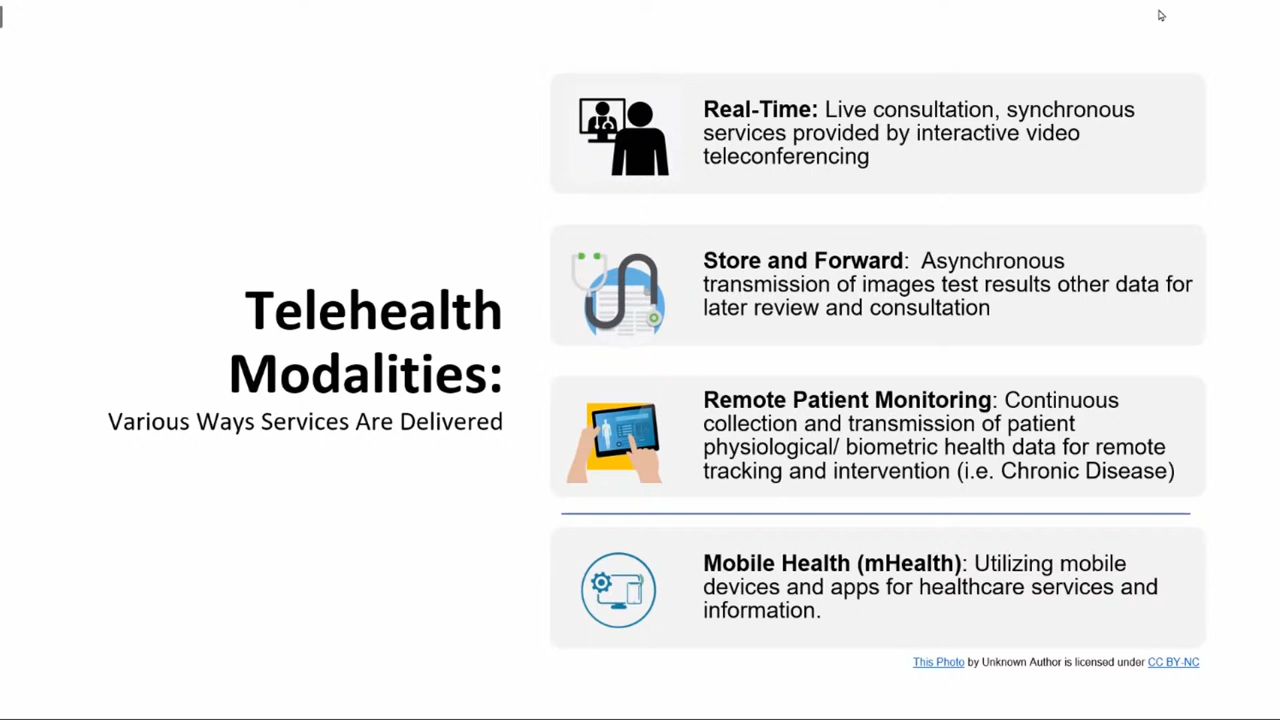 Telehealth
Modalities:
Various Ways Services Are Delivered
Real-Time: Live consultation, synchronous
services provided by interactive video
teleconferencing
Store and Forward:  Asynchronous
transmission of images test results other data for
later review and consultation
Remote Patient Monitoring: Continuous
collection and transmission of patient
physiological/ biometric health data for remote
tracking and intervention (i.e. Chronic Disease)
Mobile Health (mHealth): Utilizing mobile
devices and apps for healthcare services and
information.
This Photo by Unknown Author is licensed under CC BY-NC